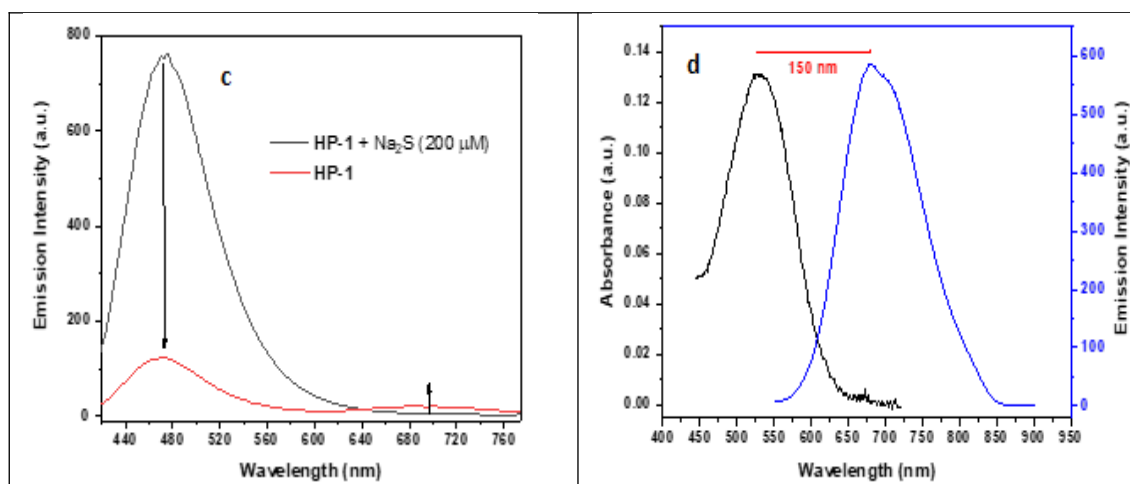 c
800
600
400
200
0
Emission Intensity (a.u.)
HP-1 + Na₂S (200 μM)
HP-1
440 480 520 560 600 640 680 720 760
Wavelength (nm)
d
150 nm
0.14
0.12
0.10
0.08
0.06
0.04
0.02
0.00
Absorbance (a.u.)
600
500
400
300
200
100
0
Emission Intensity (a.u.)
400 450 500 550 600 650 700 750 800 850 900 950
Wavelength (nm)